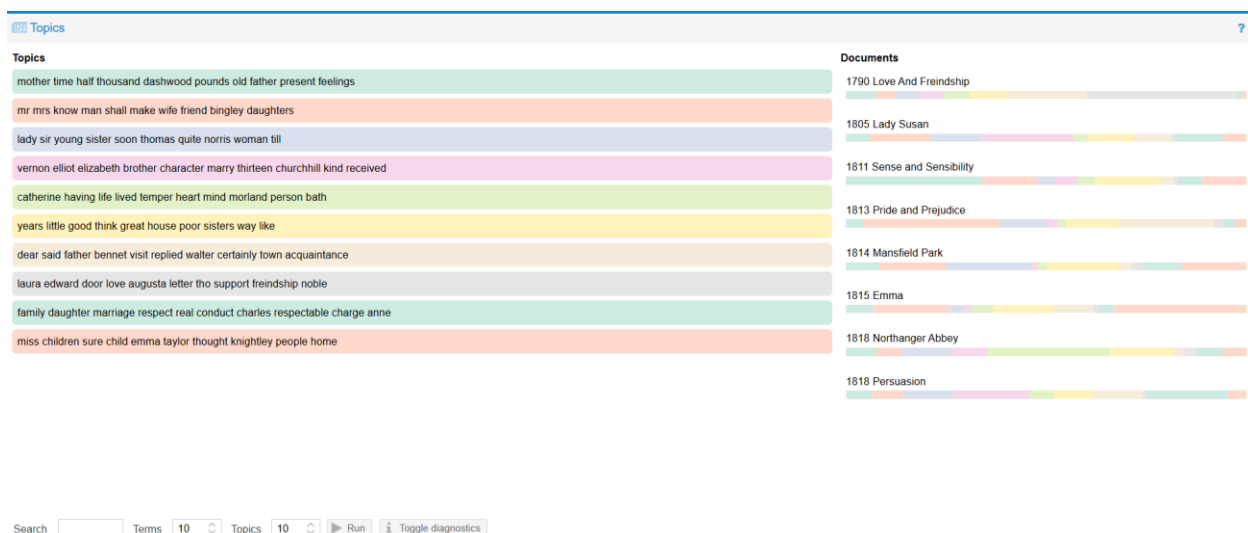 Topics
?
Topics
mother time half thousand dashwood pounds old father present feelings
mr mrs know man shall make wife friend bingley daughters
lady sir young sister soon thomas quite norris woman till
vernon elliot elizabeth brother character marry thirteen churchhill kind received
catherine having life lived temper heart mind morland person bath
years little good think great house poor sisters way like
dear said father bennet visit replied walter certainly town acquaintance
laura edward door love augusta letter tho support freindship noble
family daughter marriage respect real conduct charles respectable charge anne
miss children sure child emma taylor thought knightley people home
Documents
1790 Love And Freindship
1805 Lady Susan
1811 Sense and Sensibility
1813 Pride and Prejudice
1814 Mansfield Park
1815 Emma
1818 Northanger Abbey
1818 Persuasion
Search Terms 10 Topics 10 Run i Toggle diagnostics